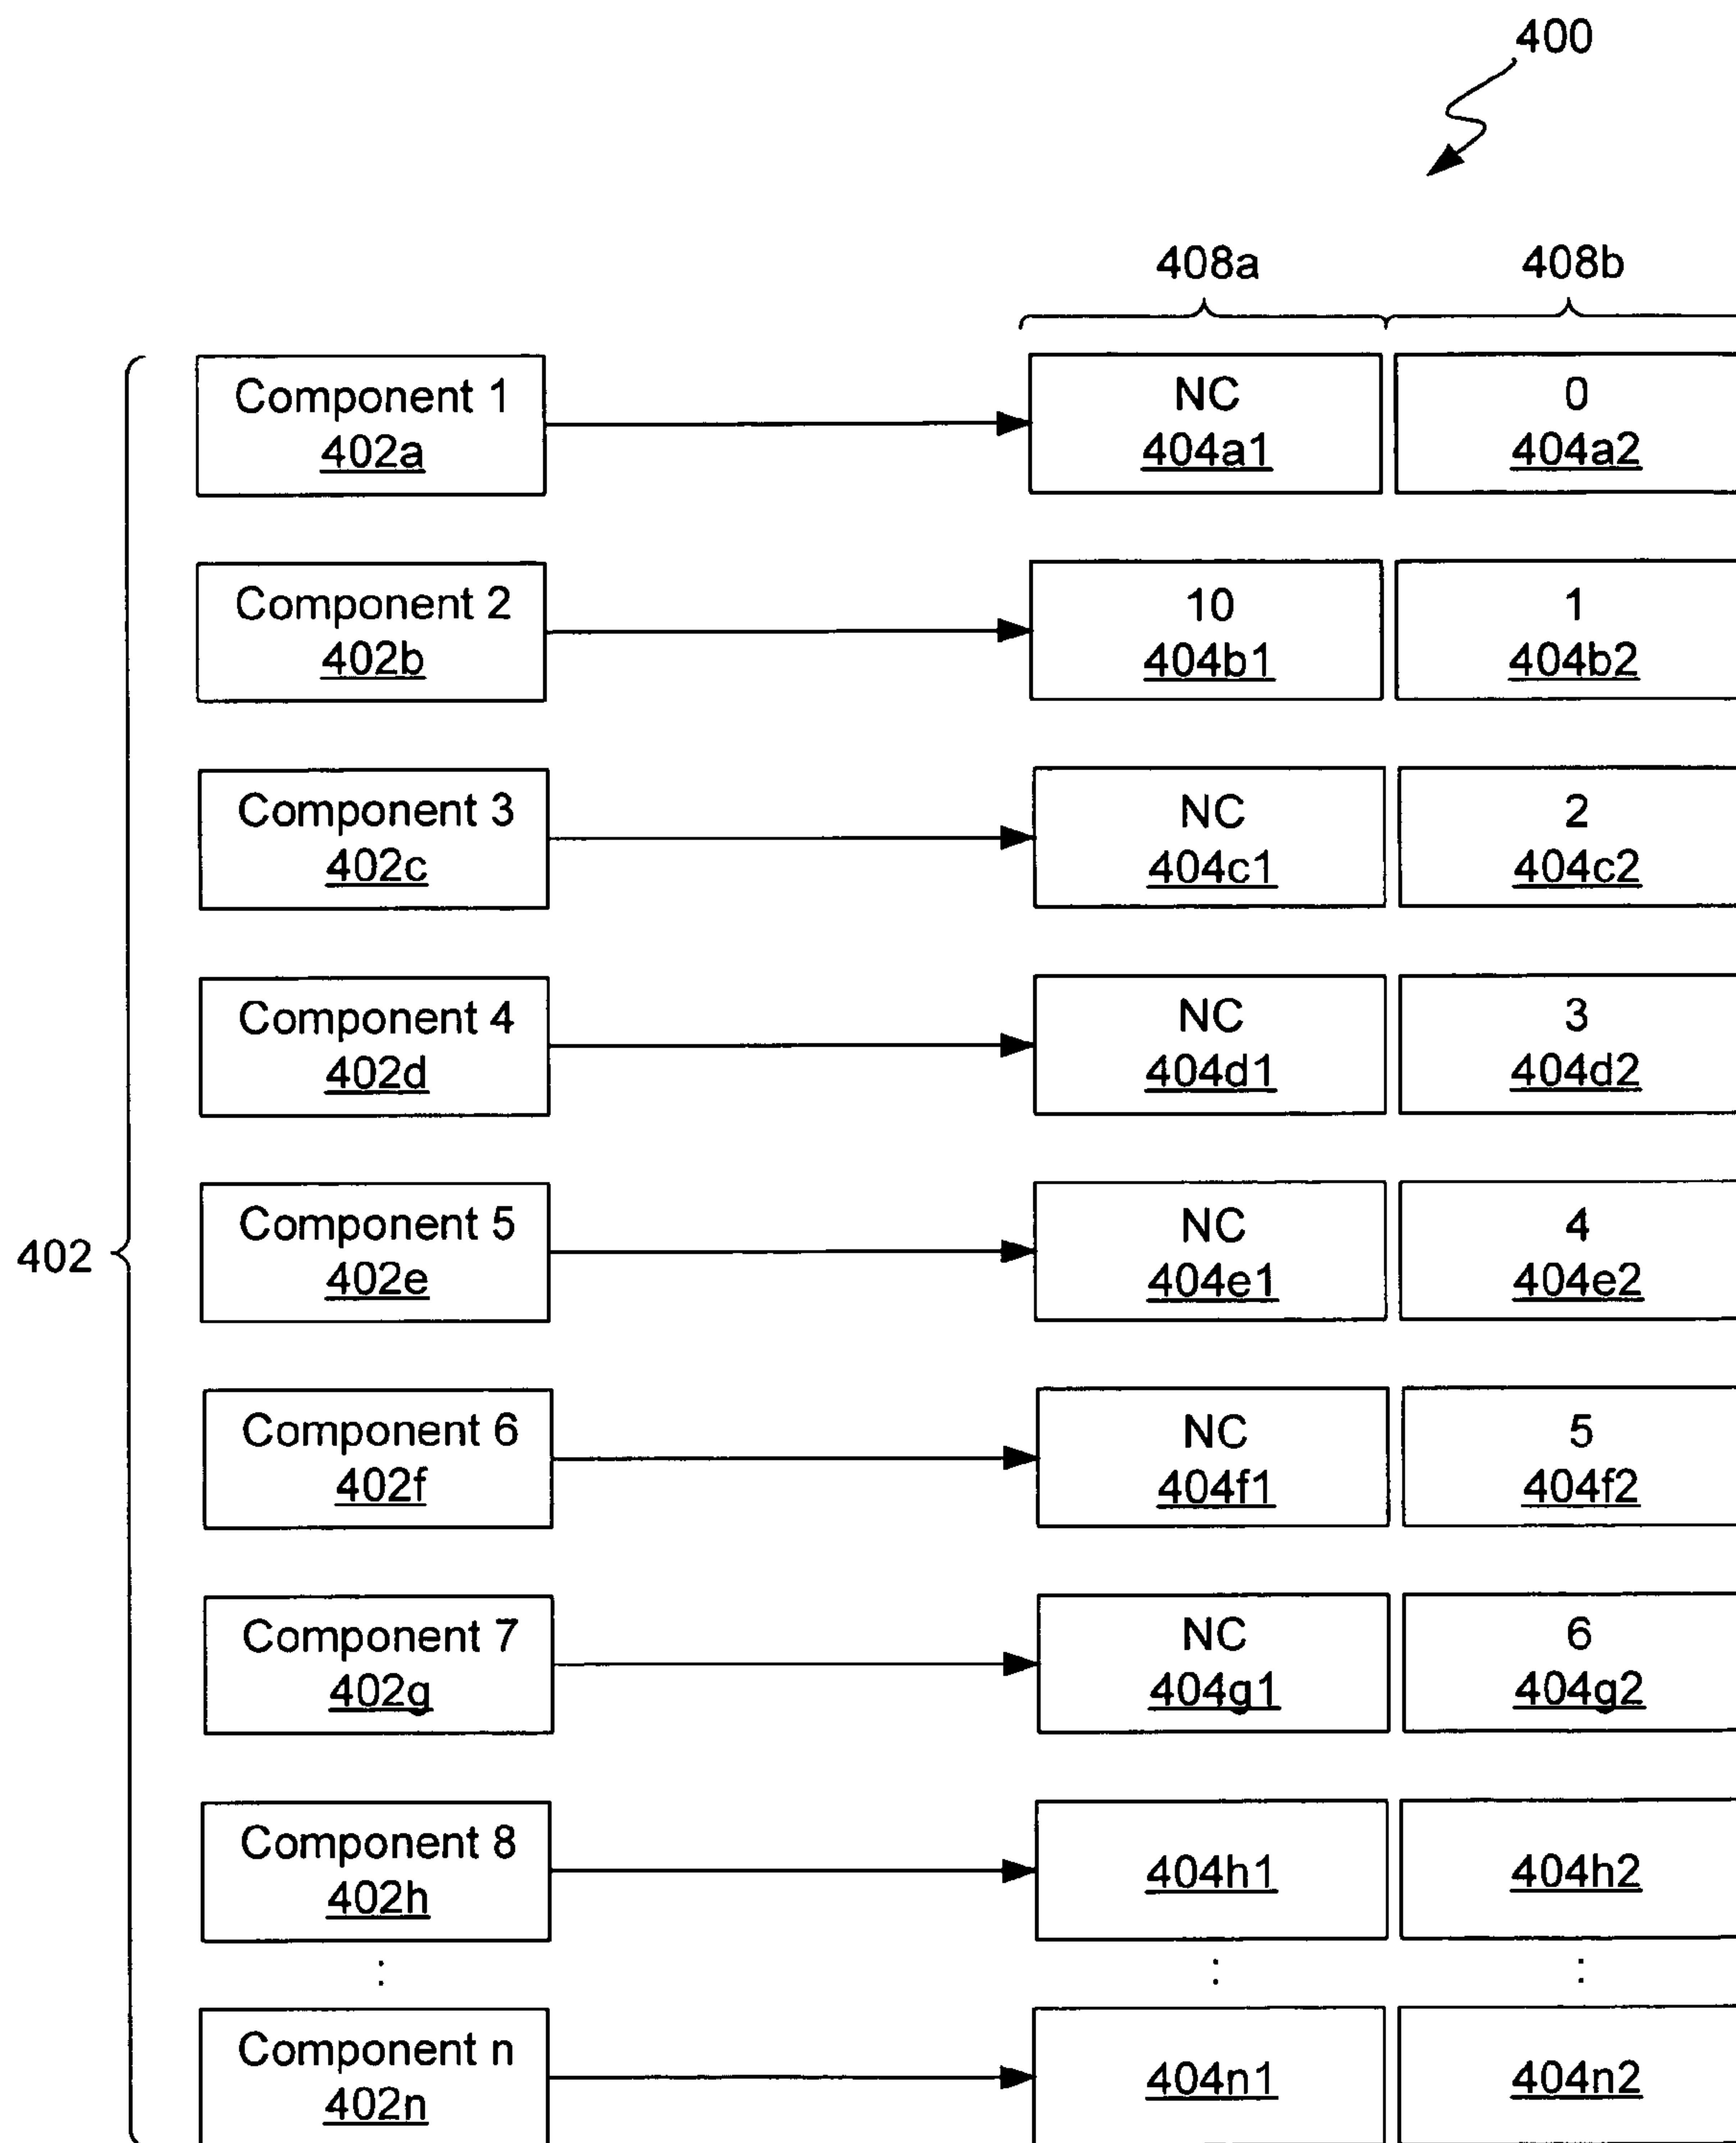 400
408a 408b
Component 1
402a
NC
404a1
0
404a2
Component 2
402b
10
404b1
1
404b2
Component 3
402c
NC
404c1
2
404c2
Component 4
402d
NC
404d1
3
404d2
402
Component 5
402e
NC
404e1
4
404e2
Component 6
402f
NC
404f1
5
404f2
Component 7
402g
NC
404g1
6
404g2
Component 8
402h
404h1
404h2
Component n
402n
404n1
404n2